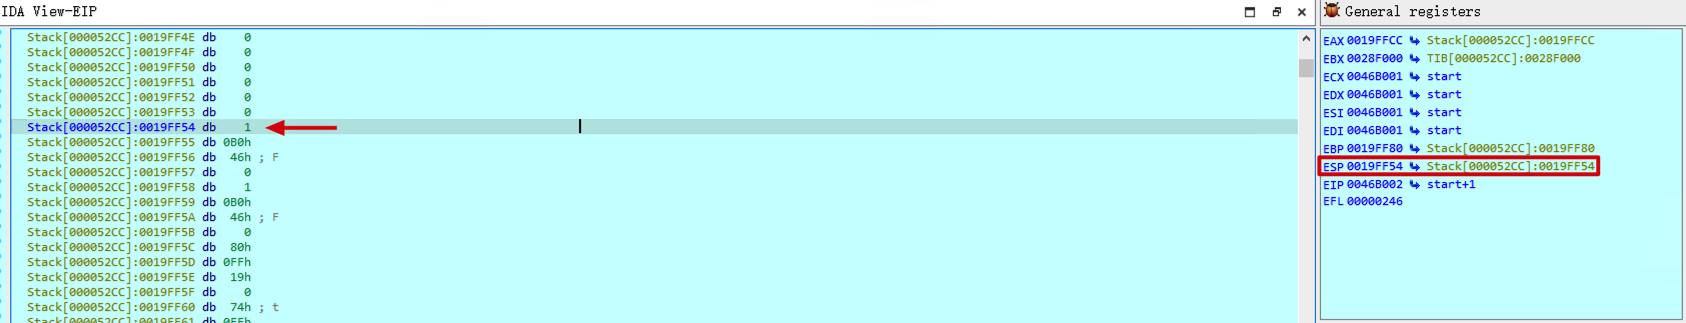 IDA View-EIP
Stack[000052CC]:0019FF4E db 0
Stack[000052CC]:0019FF4F db 0
Stack[000052CC]:0019FF50 db 0
Stack[000052CC]:0019FF51 db 0
Stack[000052CC]:0019FF52 db 0
Stack[000052CC]:0019FF53 db 0
Stack[000052CC]:0019FF54 db 1
Stack[000052CC]:0019FF55 db 0B0h
Stack[000052CC]:0019FF56 db 46h ; F
Stack[000052CC]:0019FF57 db 0
Stack[000052CC]:0019FF58 db 1
Stack[000052CC]:0019FF59 db 0B0h
Stack[000052CC]:0019FF5A db 46h ; F
Stack[000052CC]:0019FF5B db 0
Stack[000052CC]:0019FF5C db 80h
Stack[000052CC]:0019FF5D db 0FFh
Stack[000052CC]:0019FF5E db 19h
Stack[000052CC]:0019FF5F db 0
Stack[000052CC]:0019FF60 db 74h ; t
Stack[000052CC]:0019FF61 db 0FFh
General registers
EAX 0019FFCC Stack[000052CC]:0019FFCC
EBX 0028F000 TIB[000052CC]:0028F000
ECX 0046B001 start
EDX 0046B001 start
ESI 0046B001 start
EDI 0046B001 start
EBP 0019FF80 Stack[000052CC]:0019FF80
ESP 0019FF54 Stack[000052CC]:0019FF54
EIP 0046B002 start+1
EFL 00000246